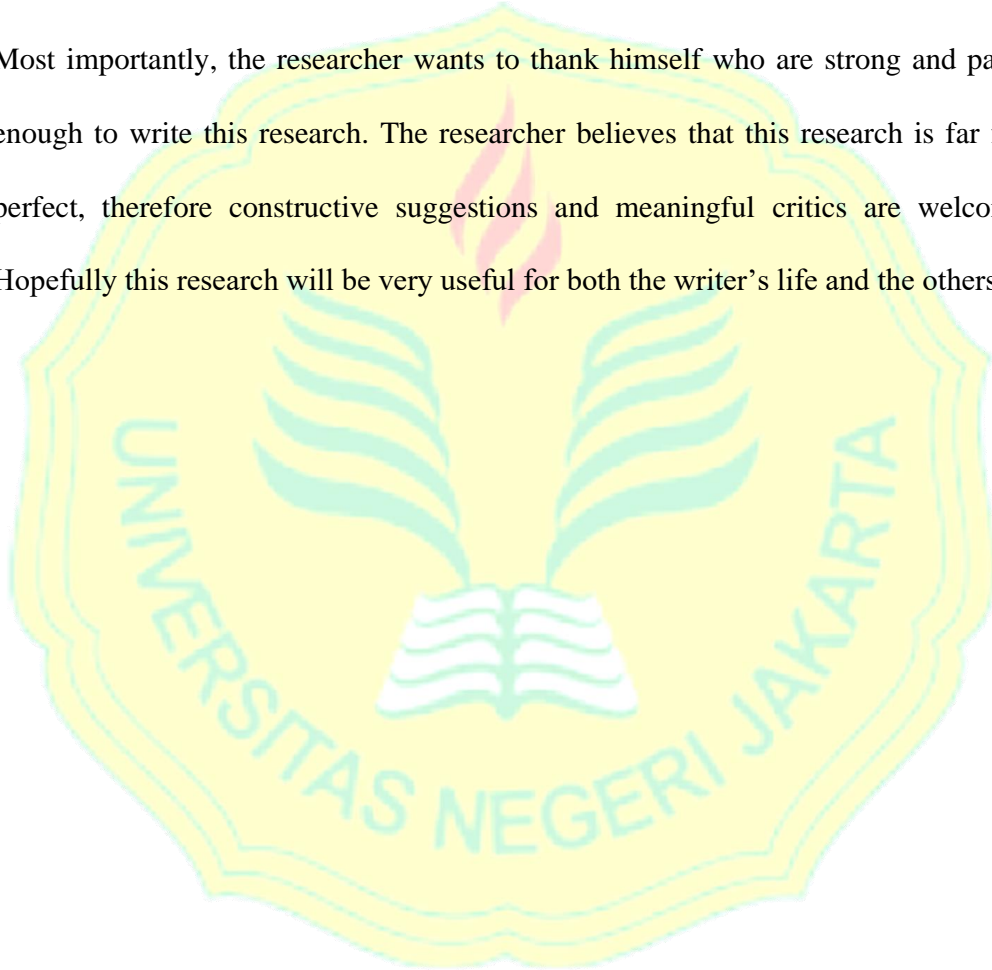 Most importantly, the researcher wants to thank himself who are strong and pa
enough to write this research. The researcher believes that this research is far
perfect, therefore constructive suggestions and meaningful critics are welco
Hopefully this research will be very useful for both the writer’s life and the others
UNIVERSITAS NEGERI JAKARTA